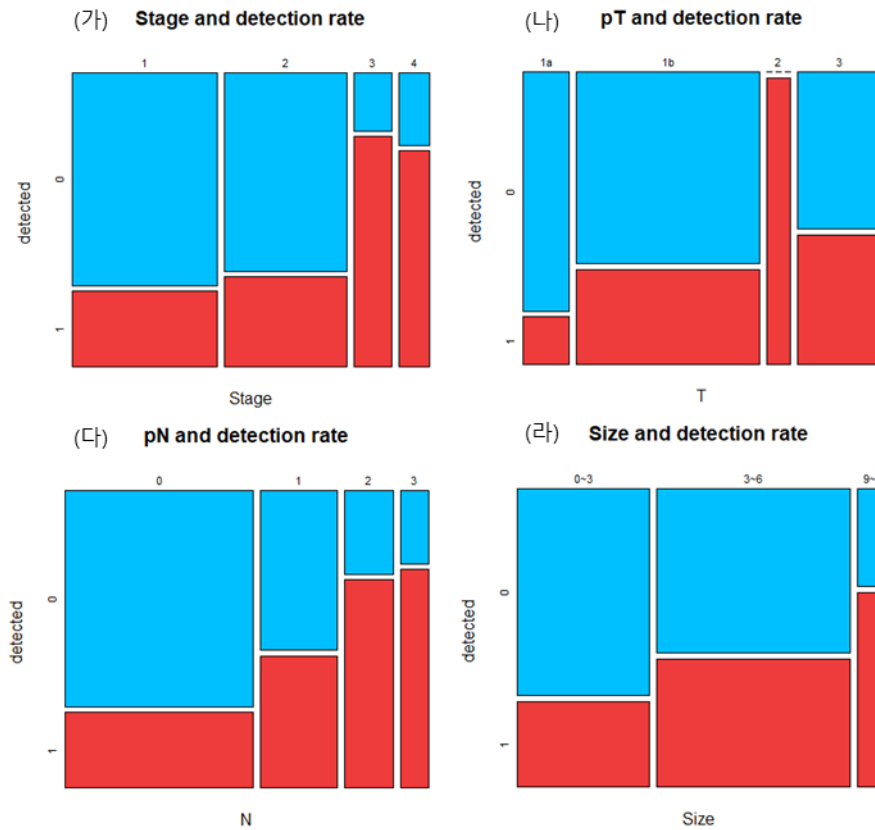 (가) Stage and detection rate
1 2 3 4
detected
0
1
Stage
(나) pT and detection rate
1a 1b 2 3
detected
0
1
T
(다) pN and detection rate
0 1 2 3
detected
0
1
N
(라) Size and detection rate
0~3 3~6 9~
detected
0
1
Size